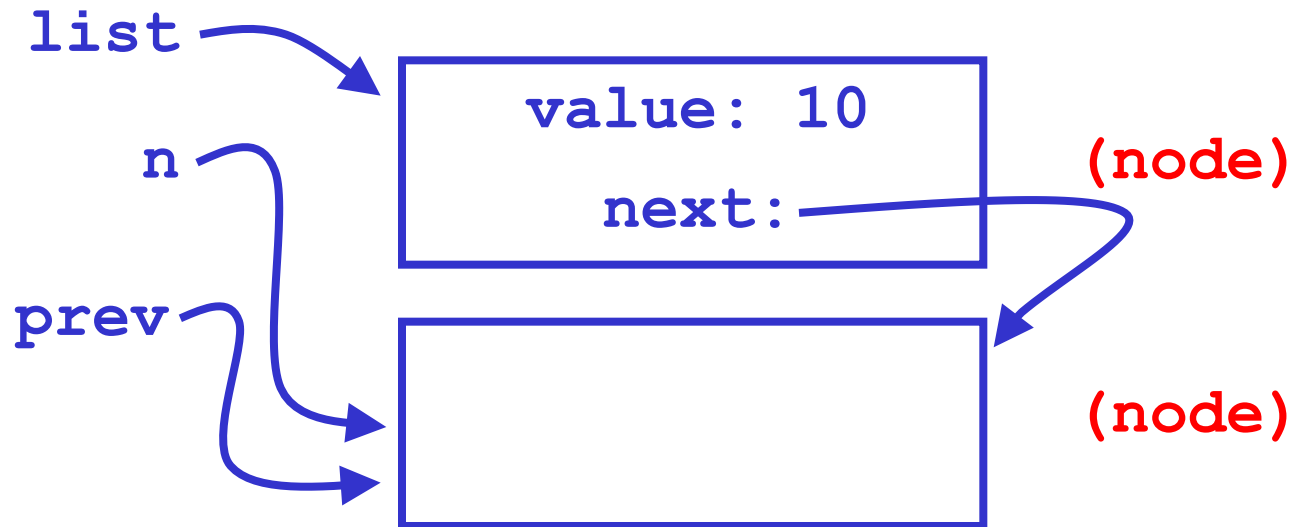 list
value: 10
n
(node)
next:
prev
(node)